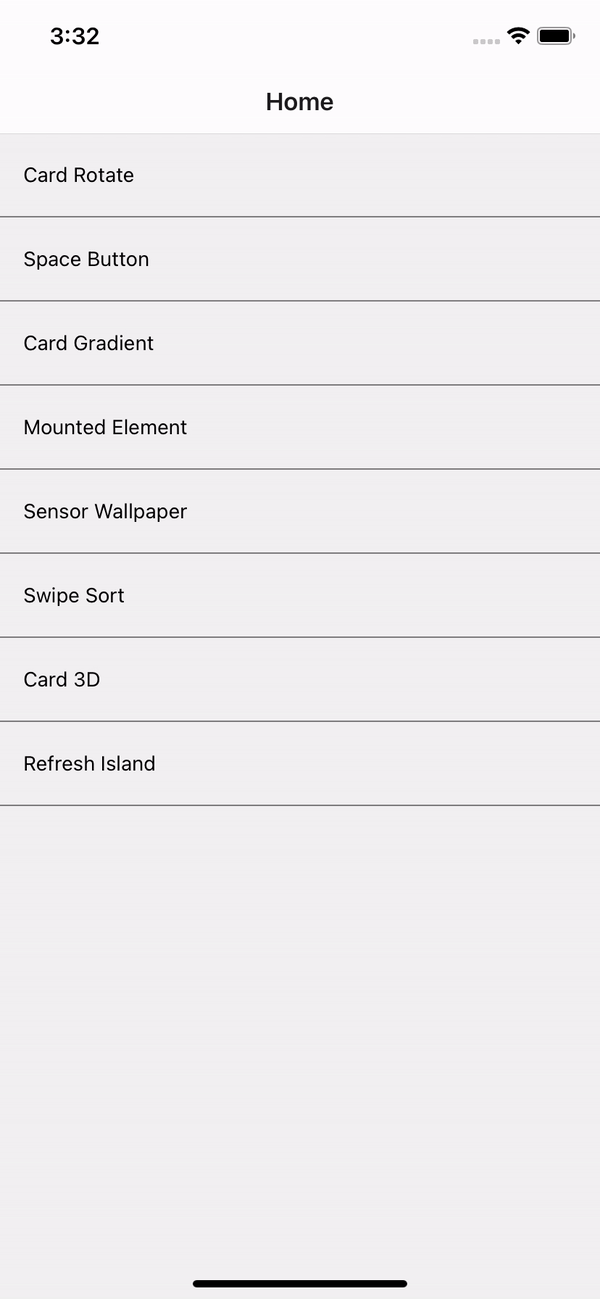 3:32
Home
Card Rotate
Space Button
Card Gradient
Mounted Element
Sensor Wallpaper
Swipe Sort
Card 3D
Refresh Island